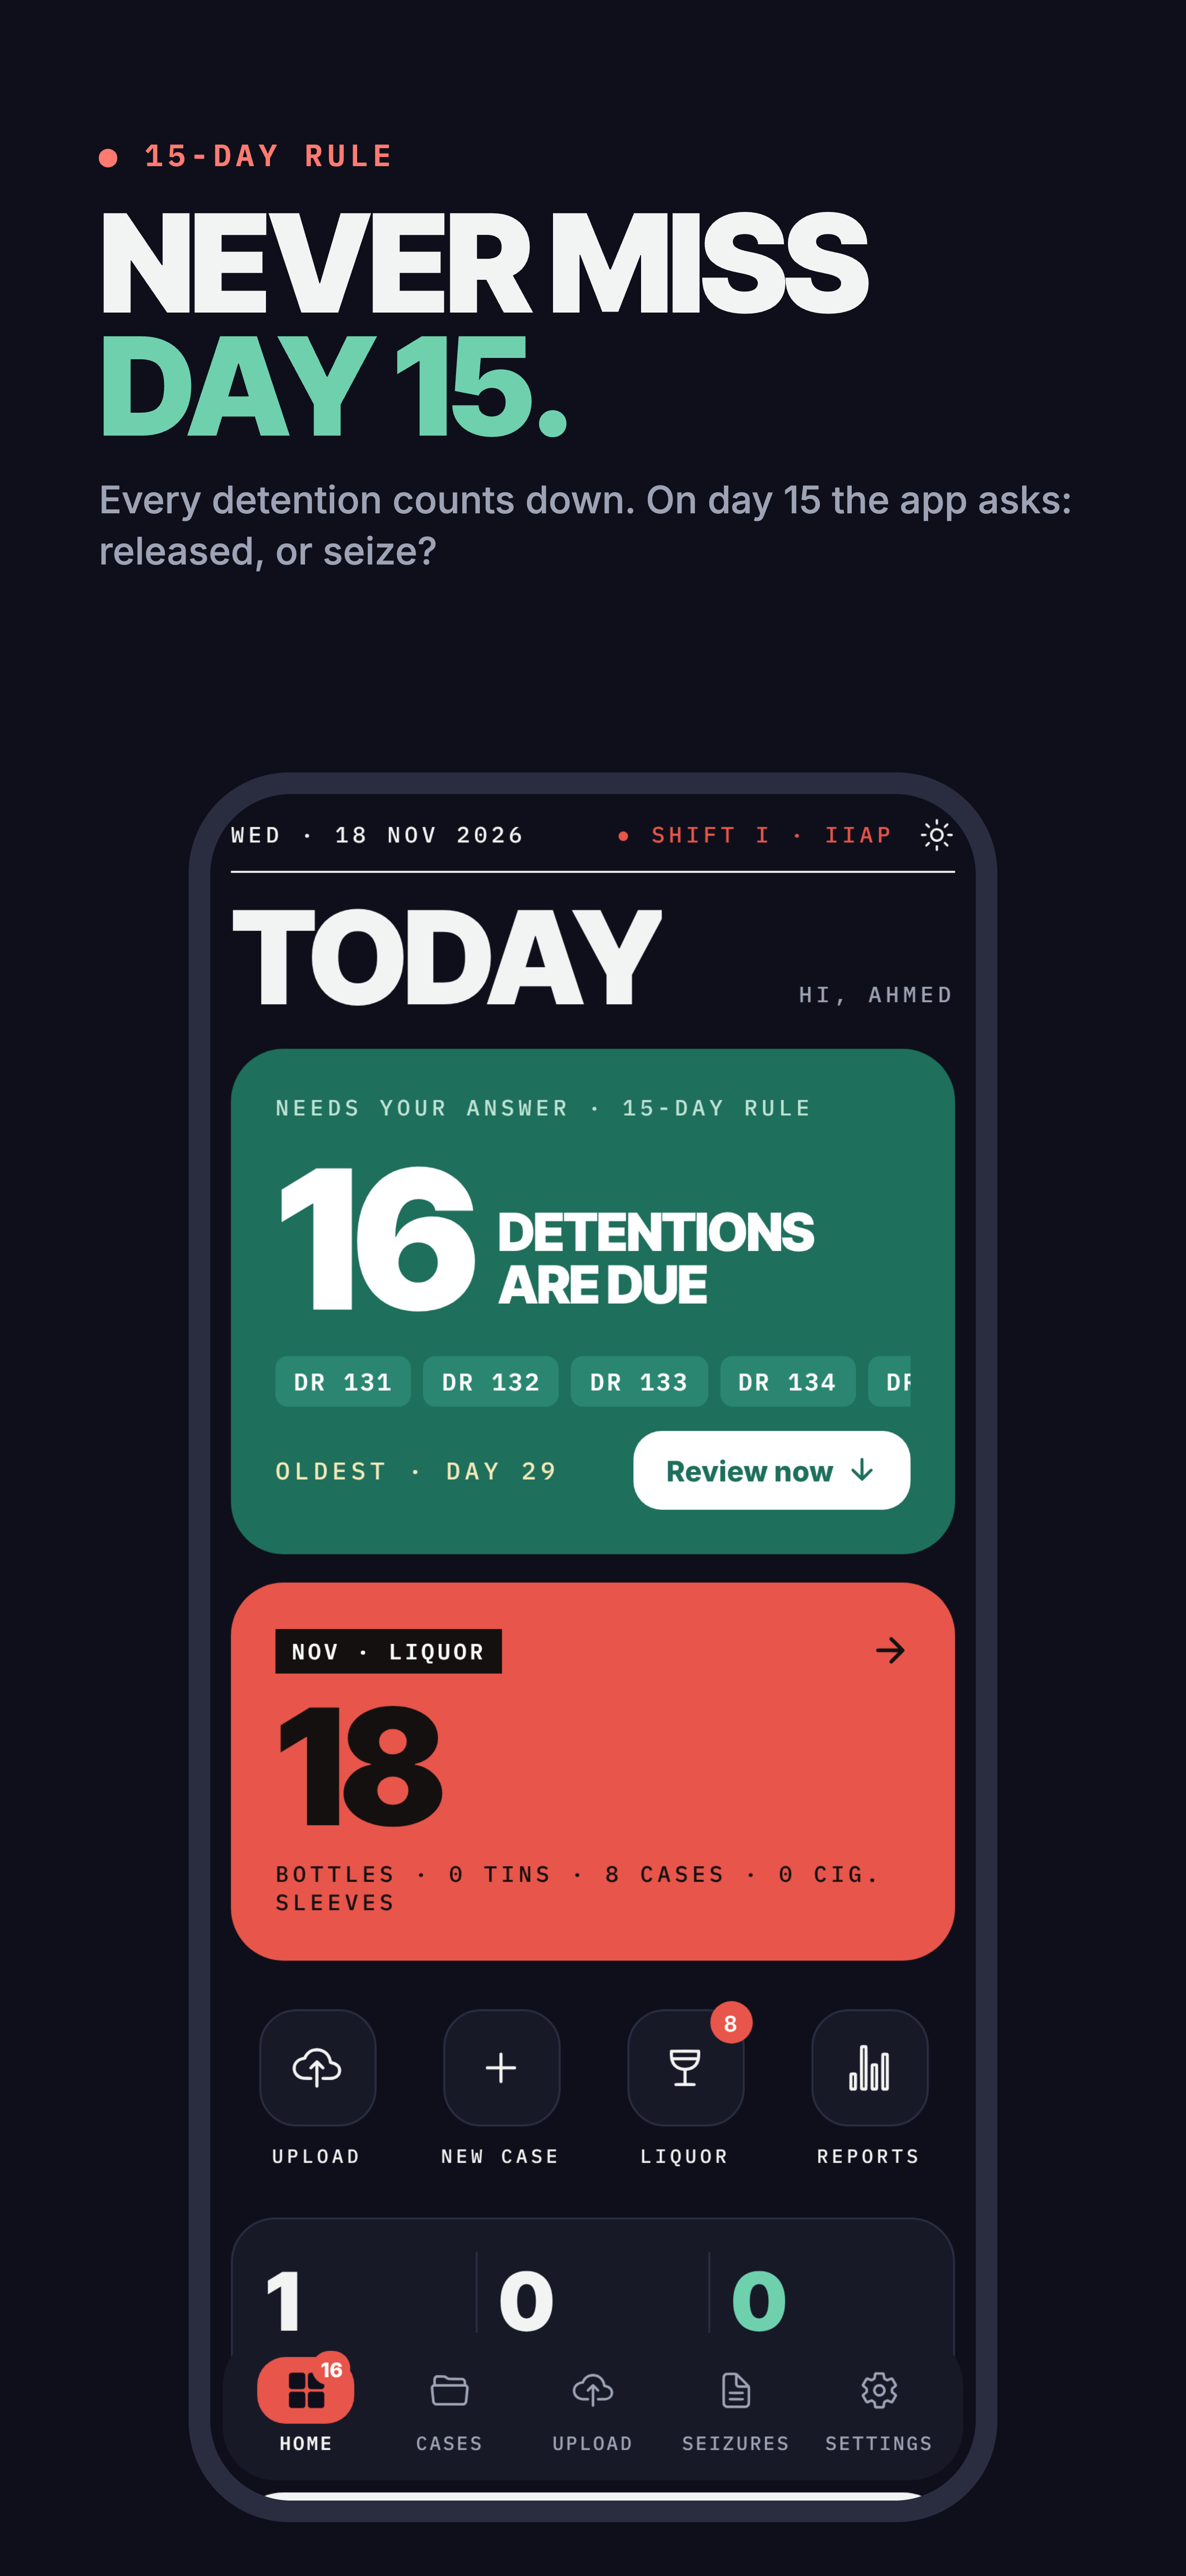 15-DAY RULE
NEVER MISS
DAY 15.
Every detention counts down. On day 15 the app asks:
released, or seize?
WED · 18 NOV 2026
SHIFT I · IIAP
TODAY
HI, AHMED
NEEDS YOUR ANSWER · 15-DAY RULE
16
DETENTIONS
ARE DUE
DR 131
DR 132
DR 133
DR 134
OLDEST · DAY 29
Review now
NOV · LIQUOR
18
BOTTLES · 0 TINS · 8 CASES · 0 CIG.
SLEEVES
8
UPLOAD
NEW CASE
LIQUOR
REPORTS
1
0
0
16
HOME
CASES
UPLOAD
SEIZURES
SETTINGS